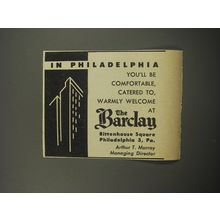 IN PHILADELPHIA
YOU'LL BE
COMFORTABLE,
CATERED TO,
WARMLY WELCOME
AT
The
Barclay
Rittenhouse Square
Philadelphia 3, Pa.
Arthur T. Murray
Managing Director